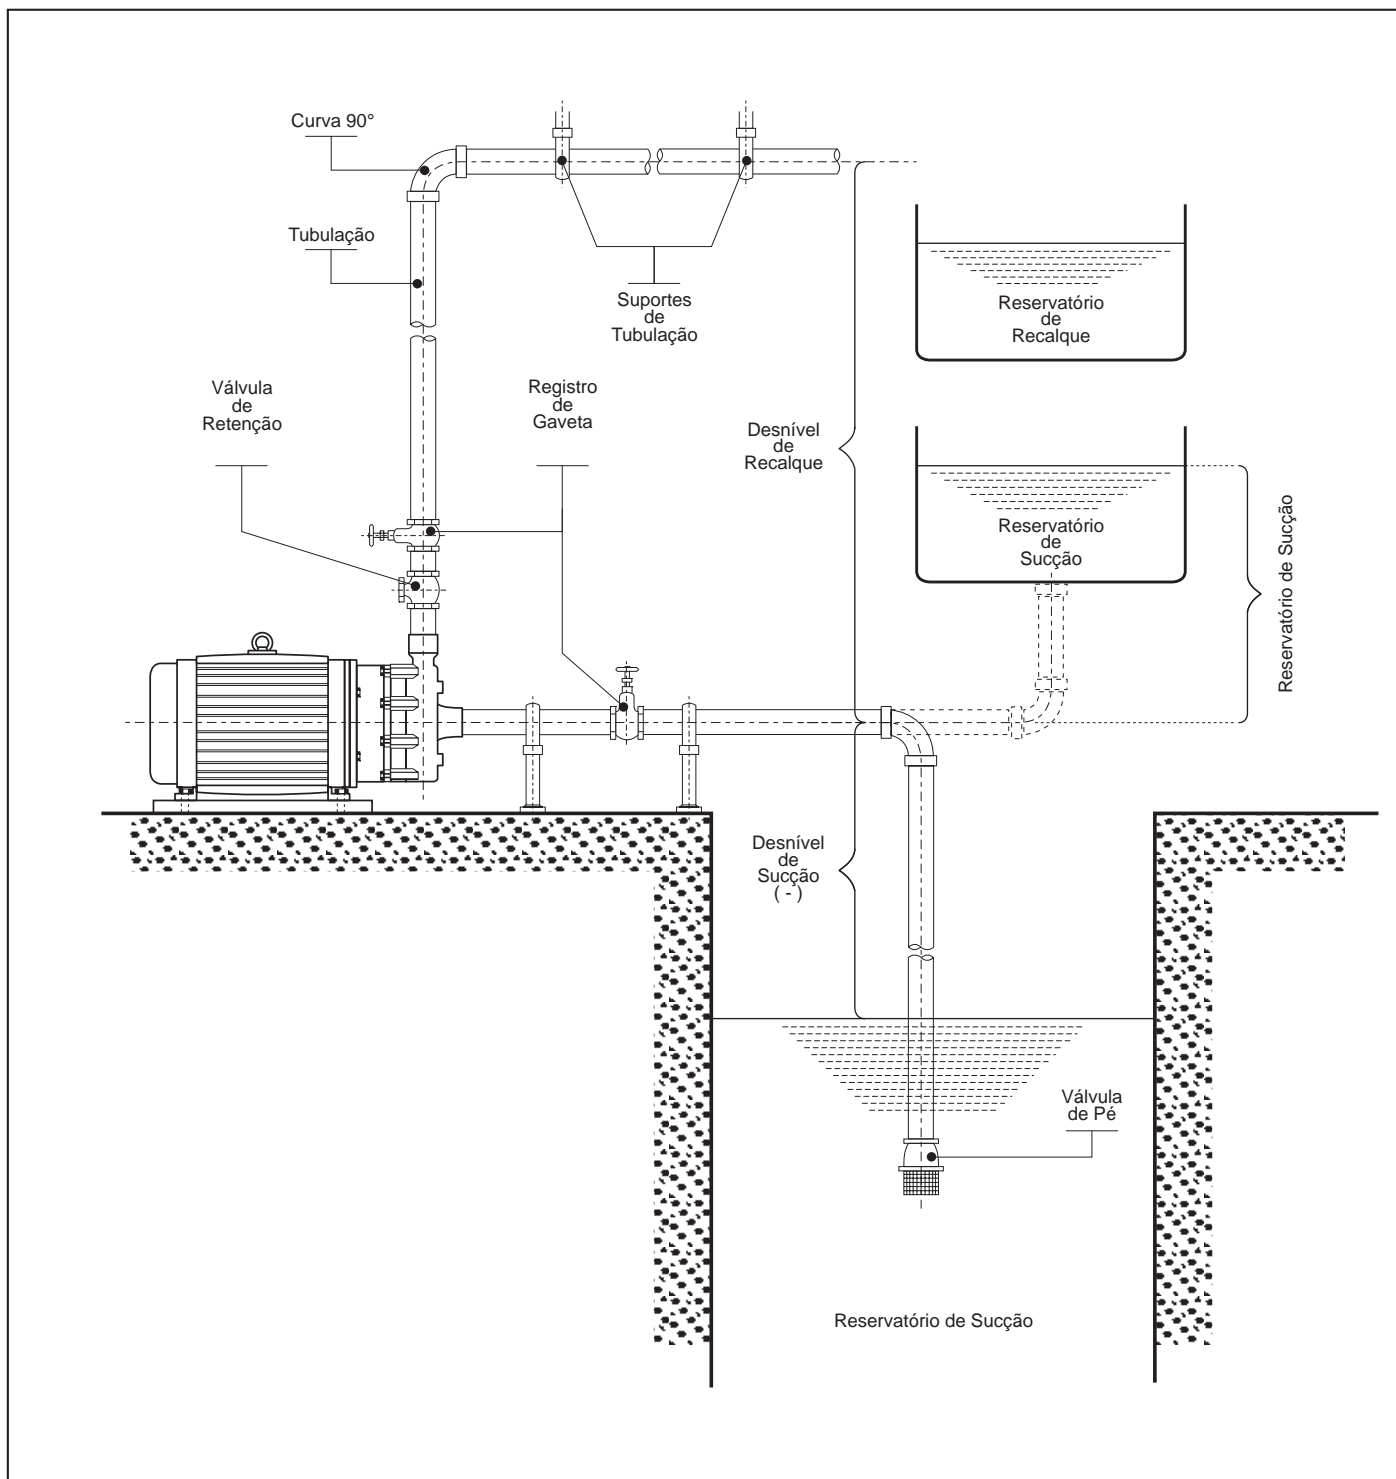 Curva 90°
Tubulação
Suportes
de
Tubulação
Reservatório
de
Recalque
Válvula
de
Retenção
Registro
de
Gaveta
Desnível
de
Recalque
Reservatório
de
Sucção
Reservatório de Sucção
Desnível
de
Sucção
( - )
Válvula
de Pé
Reservatório de Sucção